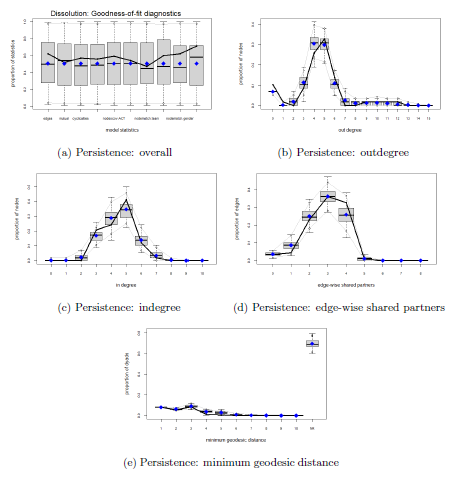 Dissolution: Goodness-of-fit diagnostics
proportion of statistics
edges mutual cyclicalties nodeocov ACT nodematch team nodematch gender
model statistics
(a) Persistence: overall
proportion of nodes
0 1 2 3 4 5 6 7 8 9 10 11 12 13 14 15
out degree
(b) Persistence: outdegree
proportion of nodes
0 1 2 3 4 5 6 7 8 9 10
in degree
(c) Persistence: indegree
proportion of nodes
0 1 2 3 4 5 6 7 8
edge-wise shared partners
(d) Persistence: edge-wise shared partners
proportion of dyads
1 2 3 4 5 6 7 8 9 10 NR
minimum geodesic distance
(e) Persistence: minimum geodesic distance